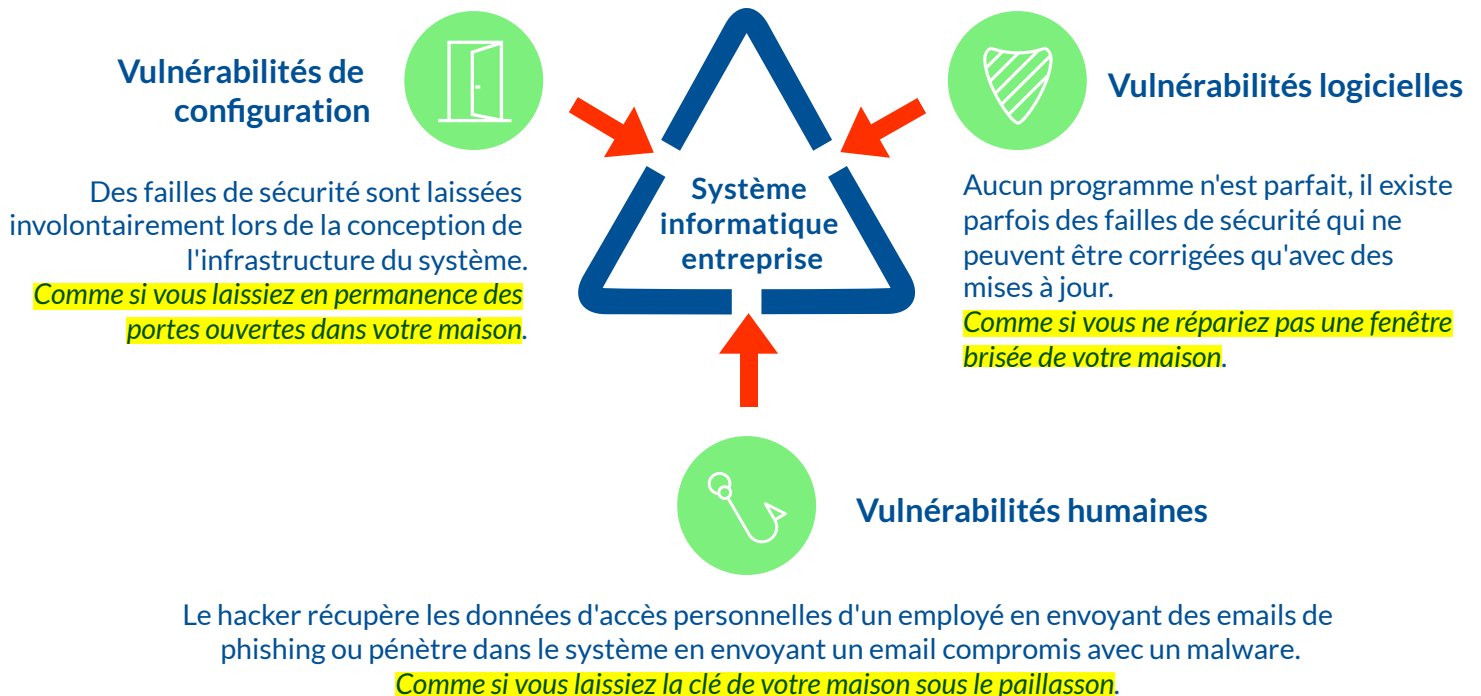 Vulnérabilités de
configuration
Des failles de sécurité sont laissées
involontairement lors de la conception de
l'infrastructure du système.
Comme si vous laissiez en permanence des
portes ouvertes dans votre maison.
Système
informatique
entreprise
Vulnérabilités logicielles
Aucun programme n'est parfait, il existe
parfois des failles de sécurité qui ne
peuvent être corrigées qu'avec des
mises à jour.
Comme si vous ne répariez pas une fenêtre
brisée de votre maison.
Vulnérabilités humaines
Le hacker récupère les données d'accès personnelles d'un employé en envoyant des emails de
phishing ou pénètre dans le système en envoyant un email compromis avec un malware.
Comme si vous laissiez la clé de votre maison sous le paillasson.